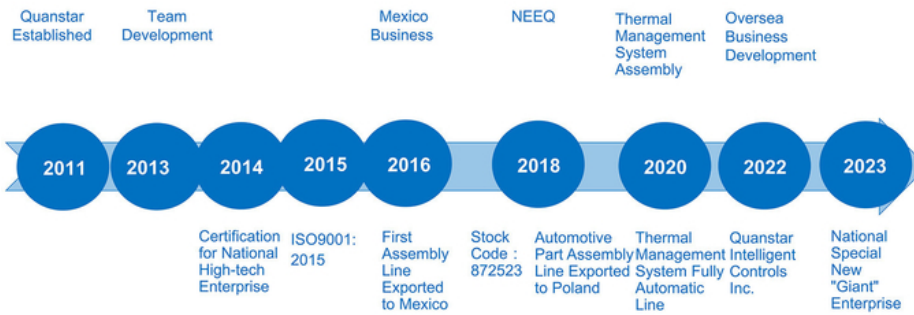 Quanstar
Established
Team
Development
Mexico
Business
NEEQ
Thermal
Management
System
Assembly
Oversea
Business
Development
2011
2013
2014
2015
2016
2018
2020
2022
2023
Certification
for National
High-tech
Enterprise
ISO9001:
2015
First
Assembly
Line
Exported
to Mexico
Stock
Code :
872523
Automotive
Part Assembly
Line Exported
to Poland
Thermal
Management
System Fully
Automatic
Line
Quanstar
Intelligent
Controls
Inc.
National
Special
New
"Giant"
Enterprise